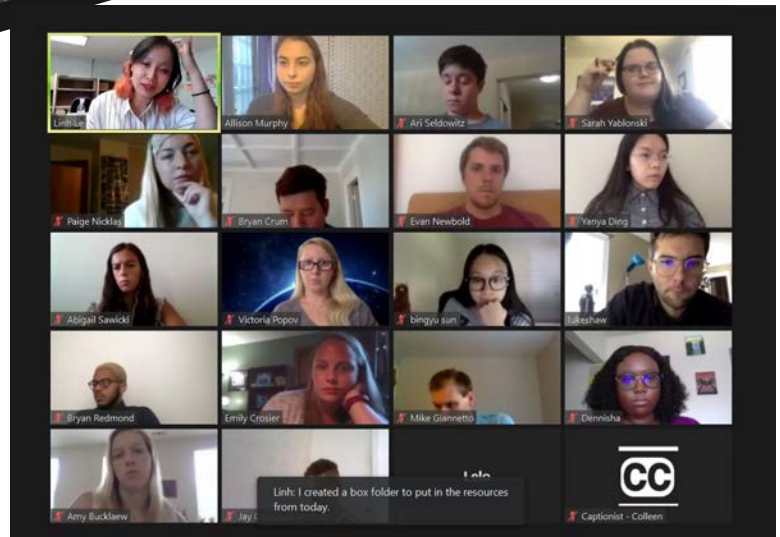 Linh Le
Allison Murphy
Ari Seldowitz
Sarah Yablonski
Paige Nicklas
Bryan Crum
Evan Newbold
Yanya Ding
Abigail Sawicki
Victoria Popov
bingyu sun
lukeshaw
Bryan Redmond
Emily Crosier
Mike Giannetto
Dennisha
Amy Bucklaew
Jay
CC
Captionist - Colleen
Linh: I created a box folder to put in the resources
from today.